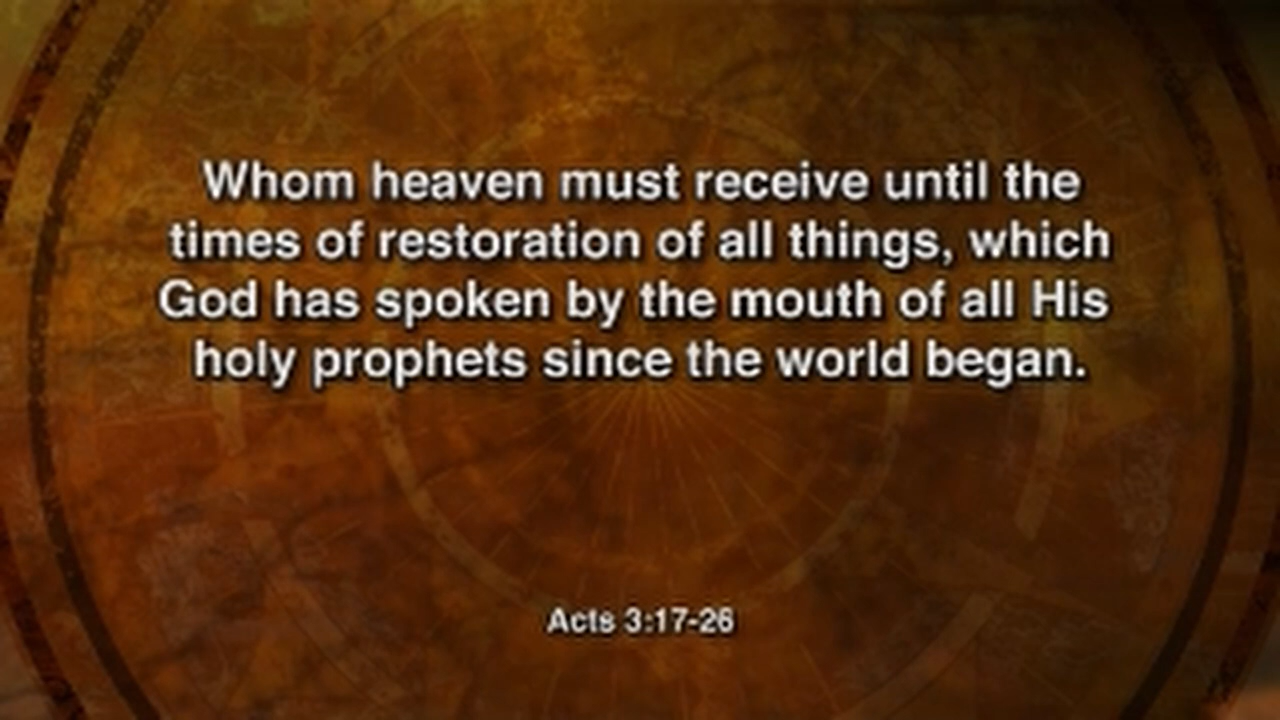 Whom heaven must receive until the
times of restoration of all things, which
God has spoken by the mouth of all His
holy prophets since the world began.
Acts 3:17-26